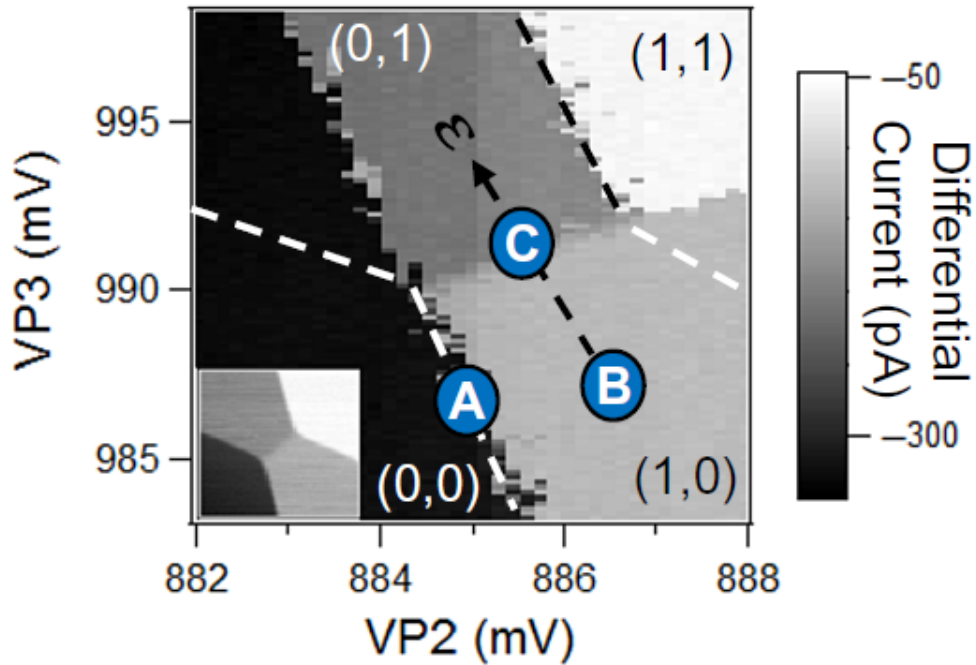 (0,1)
(1,1)
ε
C
A
B
(0,0)
(1,0)
995
990
985
882
884
886
888
VP3 (mV)
VP2 (mV)
–50
–300
Differential
Current (pA)